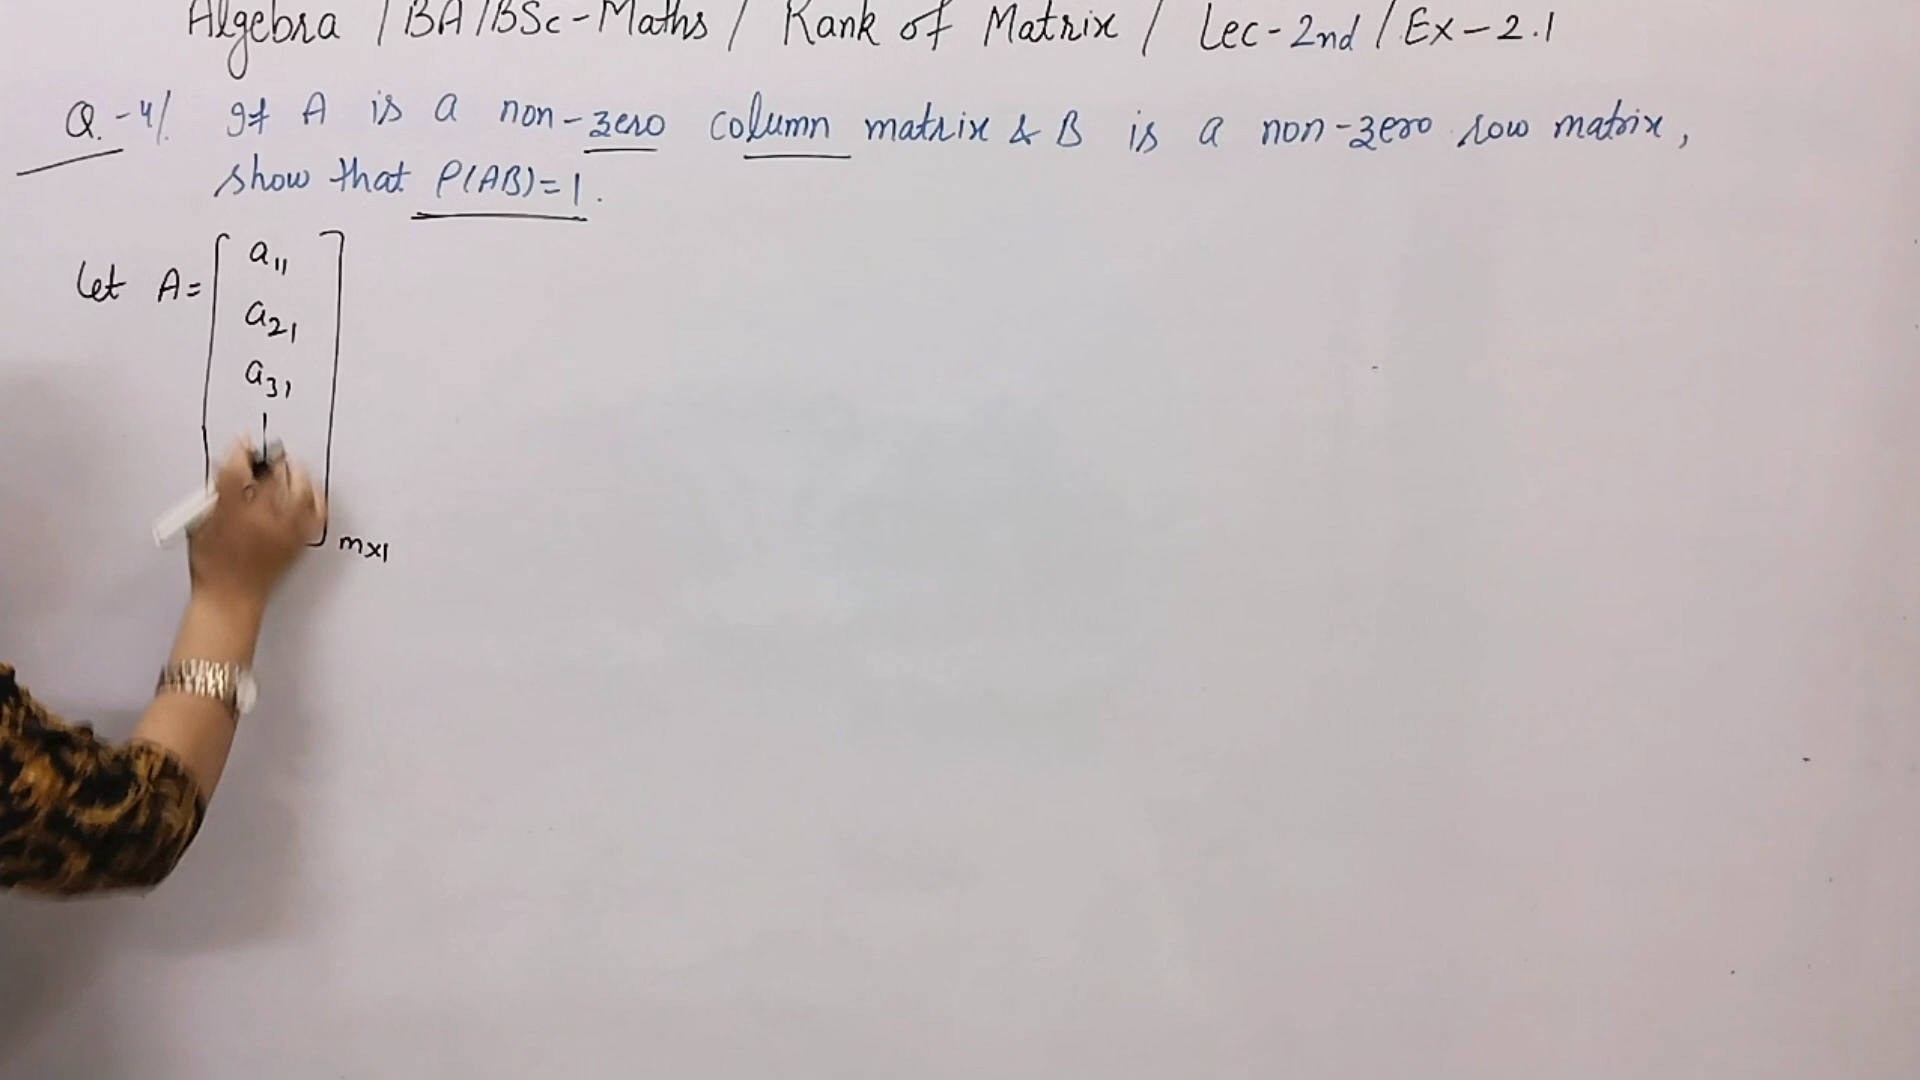 Algebra / BA/BSc-Maths / Rank of Matrix / Lec-2nd / Ex-2.1
Q.-4/. If A is a non-zero column matrix & B is a non-zero row matrix,
show that ρ(AB)=1.
Let A= [ a₁₁
a₂₁
a₃₁
| ] m×1